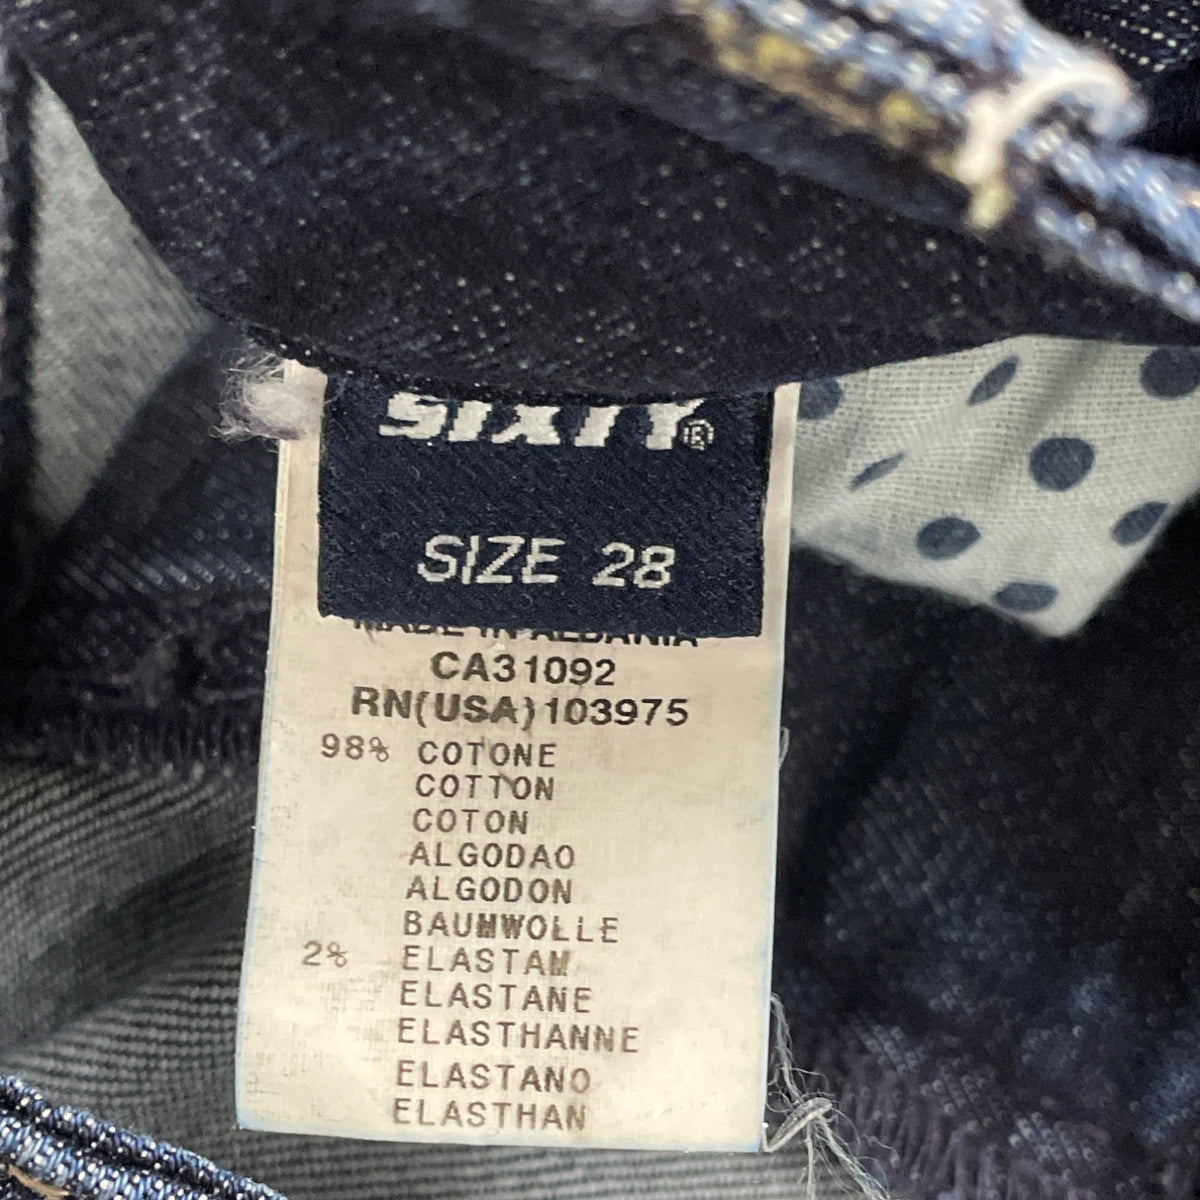 SIXTY®
SIZE 28
MADE IN ALBANIA
CA31092
RN(USA)103975
98% COTONE
COTTON
COTON
ALGODAO
ALGODON
BAUMWOLLE
2% ELASTAM
ELASTANE
ELASTHANNE
ELASTANO
ELASTHAN